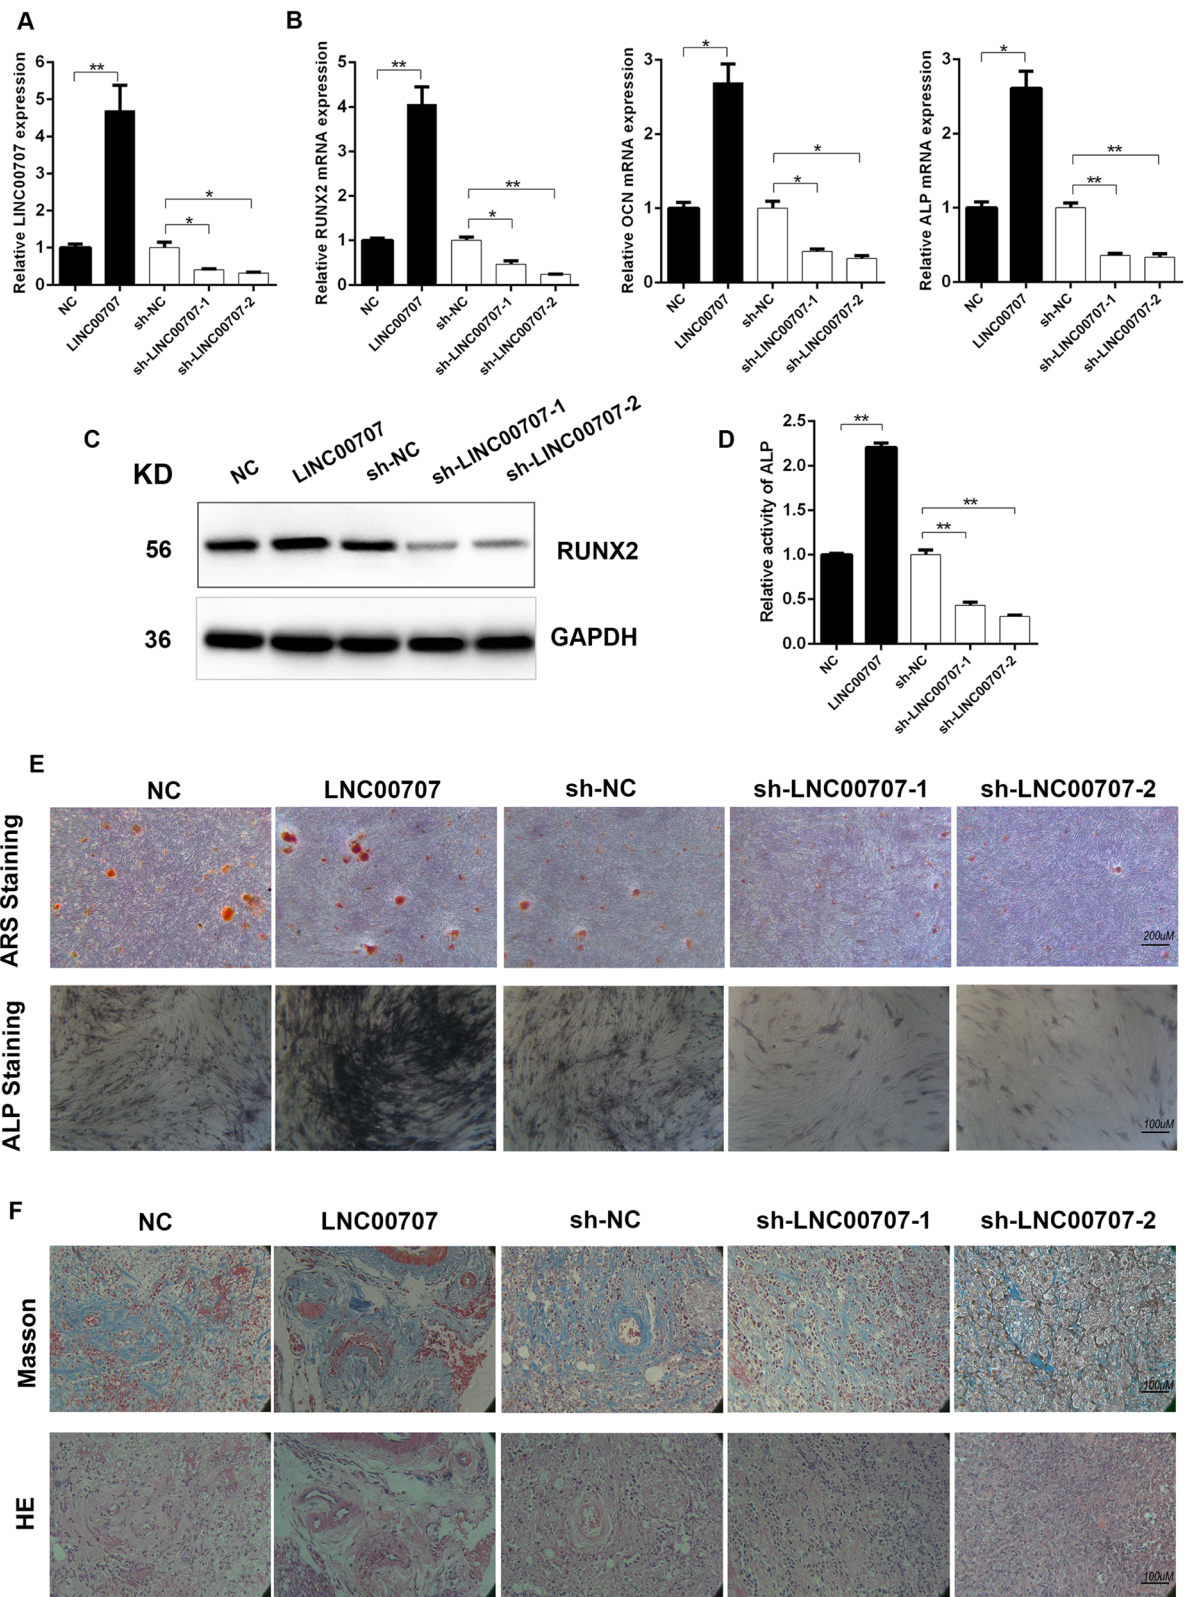 A
B
Relative LINC00707 expression
6
5
4
3
2
1
0
**
*
*
NC
LINC00707
sh-NC
sh-LINC00707-1
sh-LINC00707-2
Relative RUNX2 mRNA expression
5
4
3
2
1
0
**
**
*
NC
LINC00707
sh-NC
sh-LINC00707-1
sh-LINC00707-2
Relative OCN mRNA expression
3
2
1
0
*
*
*
NC
LINC00707
sh-NC
sh-LINC00707-1
sh-LINC00707-2
Relative ALP mRNA expression
3
2
1
0
*
**
**
NC
LINC00707
sh-NC
sh-LINC00707-1
sh-LINC00707-2
C
KD
NC
LINC00707
sh-NC
sh-LINC00707-1
sh-LINC00707-2
56
RUNX2
36
GAPDH
D
Relative activity of ALP
2.5
2.0
1.5
1.0
0.5
0.0
**
**
**
NC
LINC00707
sh-NC
sh-LINC00707-1
sh-LINC00707-2
E
NC
LNC00707
sh-NC
sh-LNC00707-1
sh-LNC00707-2
ARS Staining
200uM
ALP Staining
100uM
F
NC
LNC00707
sh-NC
sh-LNC00707-1
sh-LNC00707-2
Masson
100uM
HE
100uM